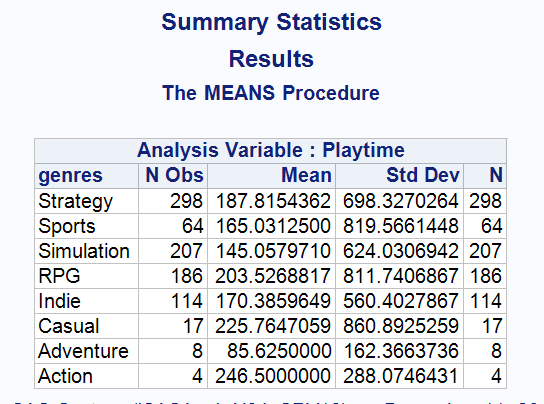 Summary Statistics
Results
The MEANS Procedure
Analysis Variable : Playtime
genres N Obs Mean Std Dev N
Strategy 298 187.8154362 698.3270264 298
Sports 64 165.0312500 819.5661448 64
Simulation 207 145.0579710 624.0306942 207
RPG 186 203.5268817 811.7406867 186
Indie 114 170.3859649 560.4027867 114
Casual 17 225.7647059 860.8925259 17
Adventure 8 85.6250000 162.3663736 8
Action 4 246.5000000 288.0746431 4